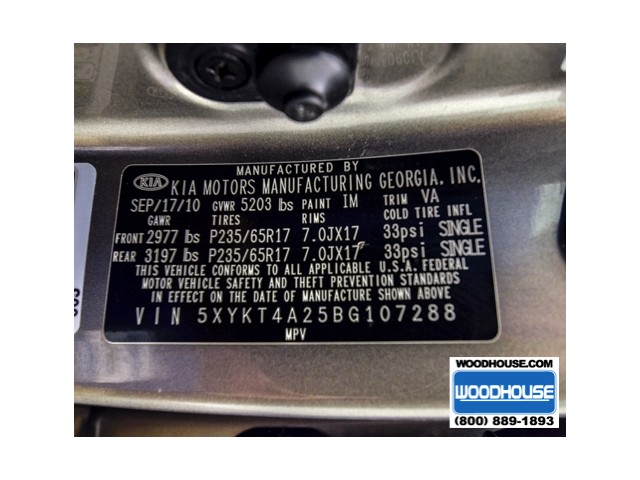 MANUFACTURED BY
KIA KIA MOTORS MANUFACTURING GEORGIA, INC.
SEP/17/10 GVWR 5203 lbs PAINT IM TRIM VA
GAWR TIRES RIMS COLD TIRE INFL
FRONT 2977 lbs P235/65R17 7.0JX17 33psi SINGLE
REAR 3197 lbs P235/65R17 7.0JX17 33psi SINGLE
THIS VEHICLE CONFORMS TO ALL APPLICABLE U.S.A. FEDERAL
MOTOR VEHICLE SAFETY AND THEFT PREVENTION STANDARDS
IN EFFECT ON THE DATE OF MANUFACTURE SHOWN ABOVE.
VIN 5XYKT4A25BG107288
MPV
WOODHOUSE.COM
WOODHOUSE
(800) 889-1893